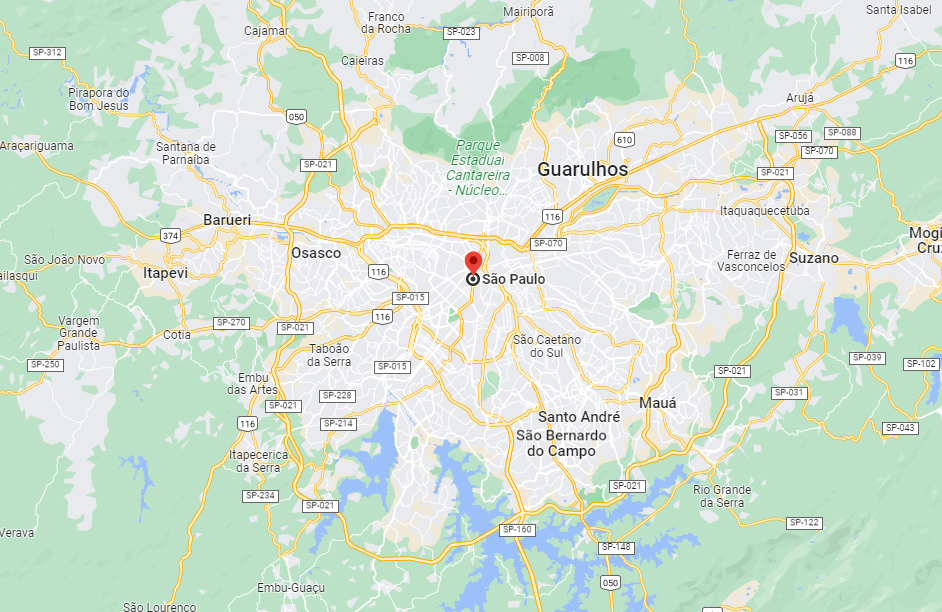 Santa Isabel
Mairiporã
Franco
da Rocha
Cajamar
SP-023
SP-312
SP-008
Caieiras
116
Pirapora do
Bom Jesus
Arujá
050
SP-056
SP-088
610
Araçariguama
Santana de
Parnaíba
Parque
Estadual
Cantareira
- Núcleo...
SP-070
SP-021
Guarulhos
SP-021
Itaquaquecetuba
Barueri
116
374
SP-070
Mogi
Cruz
Osasco
Ferraz de
Vasconcelos
Suzano
São João Novo
Itapevi
116
São Paulo
SP-015
116
Vargem
Grande
Paulista
SP-270
SP-021
Cotia
São Caetano
do Sul
Taboão
da Serra
SP-250
SP-015
SP-039
SP-102
SP-021
Embu
das Artes
SP-228
SP-031
SP-021
Mauá
SP-214
116
Santo André
São Bernardo
do Campo
SP-043
Itapecerica
da Serra
SP-021
Rio Grande
da Serra
SP-234
SP-021
SP-122
SP-160
Verava
SP-148
050
Embu-Guaçu
São Lourenço